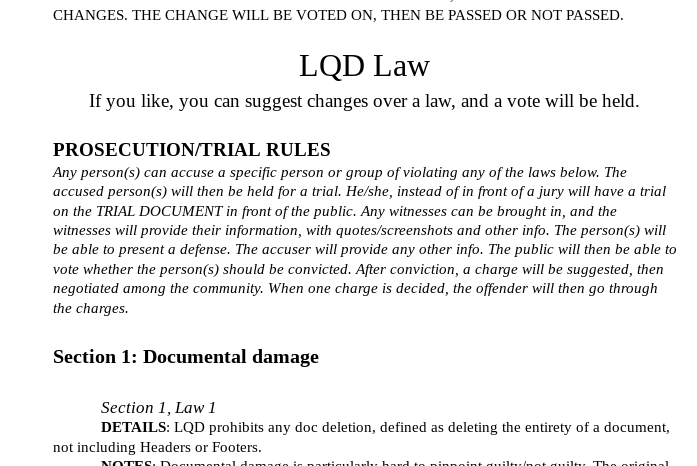 CHANGES. THE CHANGE WILL BE VOTED ON, THEN BE PASSED OR NOT PASSED.
LQD Law
If you like, you can suggest changes over a law, and a vote will be held.
PROSECUTION/TRIAL RULES
Any person(s) can accuse a specific person or group of violating any of the laws below. The
accused person(s) will then be held for a trial. He/she, instead of in front of a jury will have a trial
on the TRIAL DOCUMENT in front of the public. Any witnesses can be brought in, and the
witnesses will provide their information, with quotes/screenshots and other info. The person(s) will
be able to present a defense. The accuser will provide any other info. The public will then be able to
vote whether the person(s) should be convicted. After conviction, a charge will be suggested, then
negotiated among the community. When one charge is decided, the offender will then go through
the charges.
Section 1: Documental damage
Section 1, Law 1
DETAILS: LQD prohibits any doc deletion, defined as deleting the entirety of a document,
not including Headers or Footers.
NOTES: Documental damage is particularly hard to pinpoint guilty/not guilty. The original